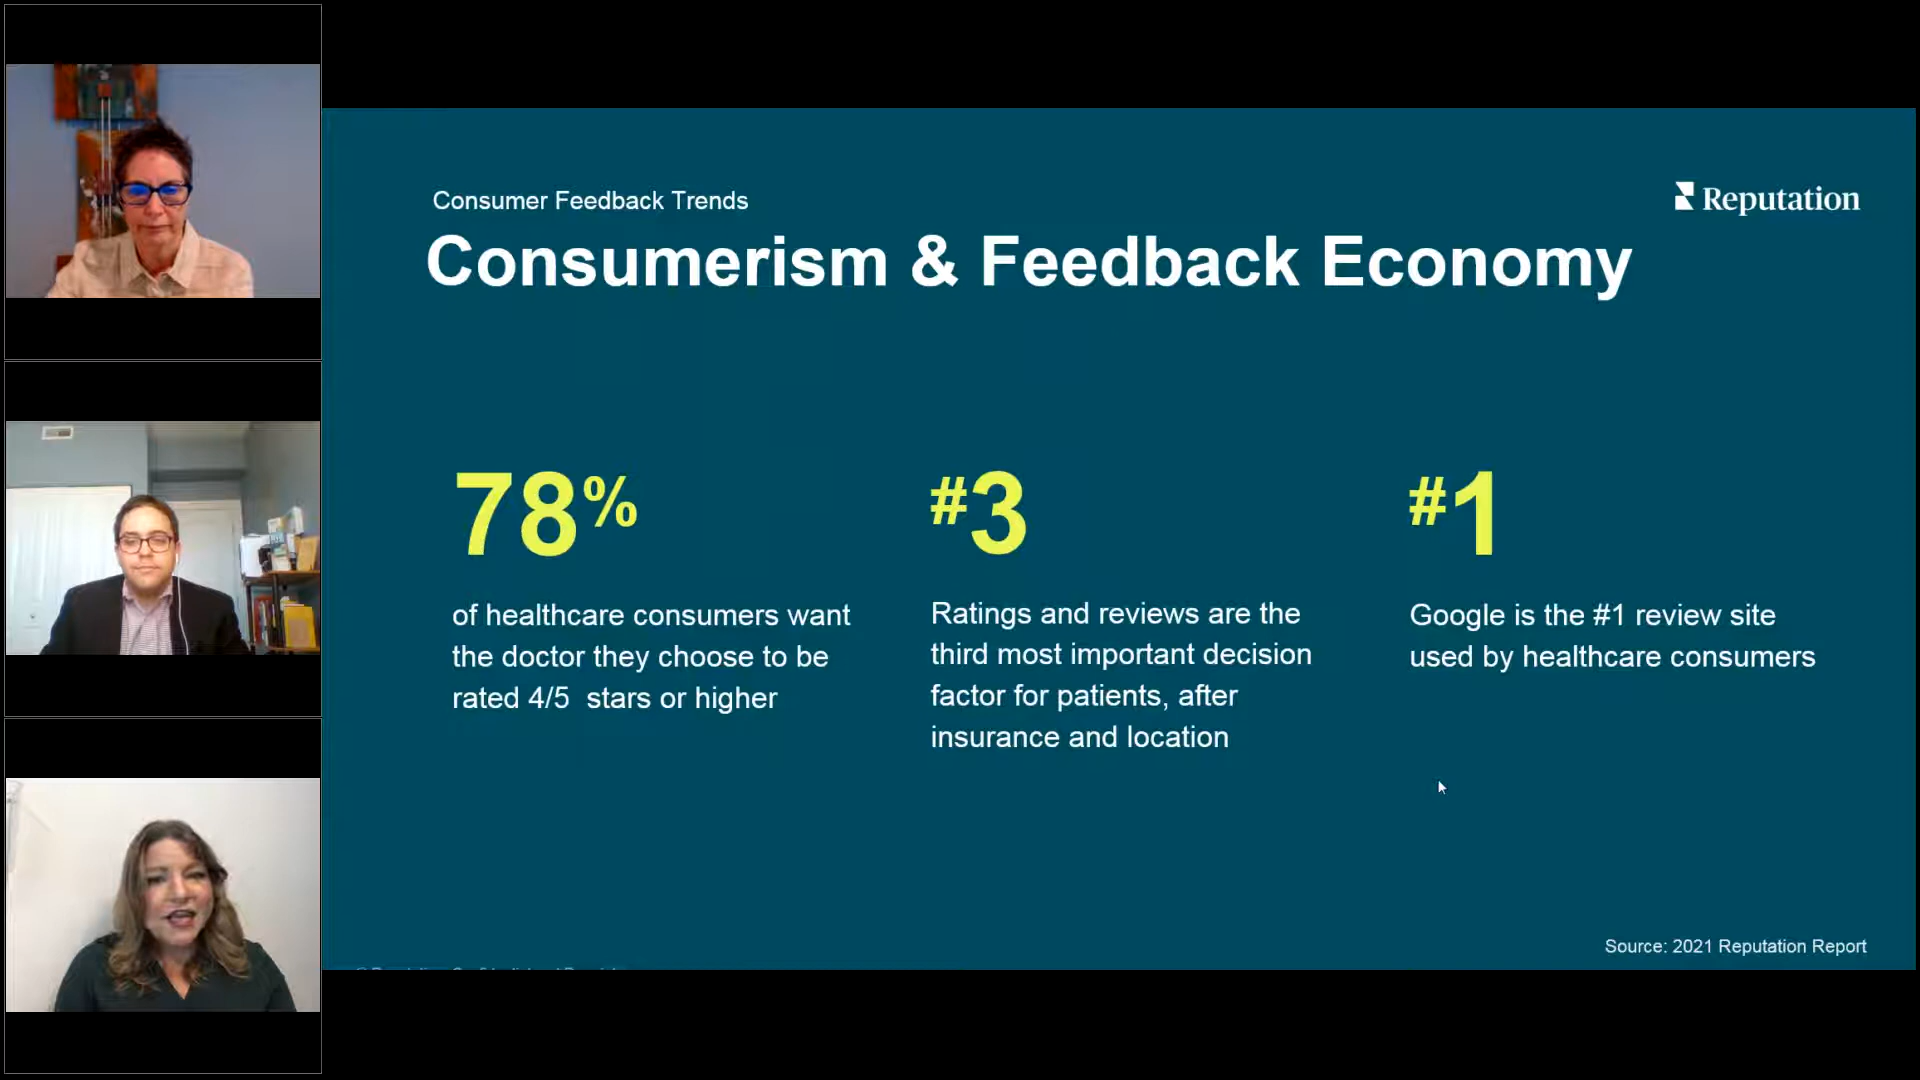 Consumer Feedback Trends
Reputation
Consumerism & Feedback Economy
78%
of healthcare consumers want
the doctor they choose to be
rated 4/5  stars or higher
#3
Ratings and reviews are the
third most important decision
factor for patients, after
insurance and location
#1
Google is the #1 review site
used by healthcare consumers
Source: 2021 Reputation Report